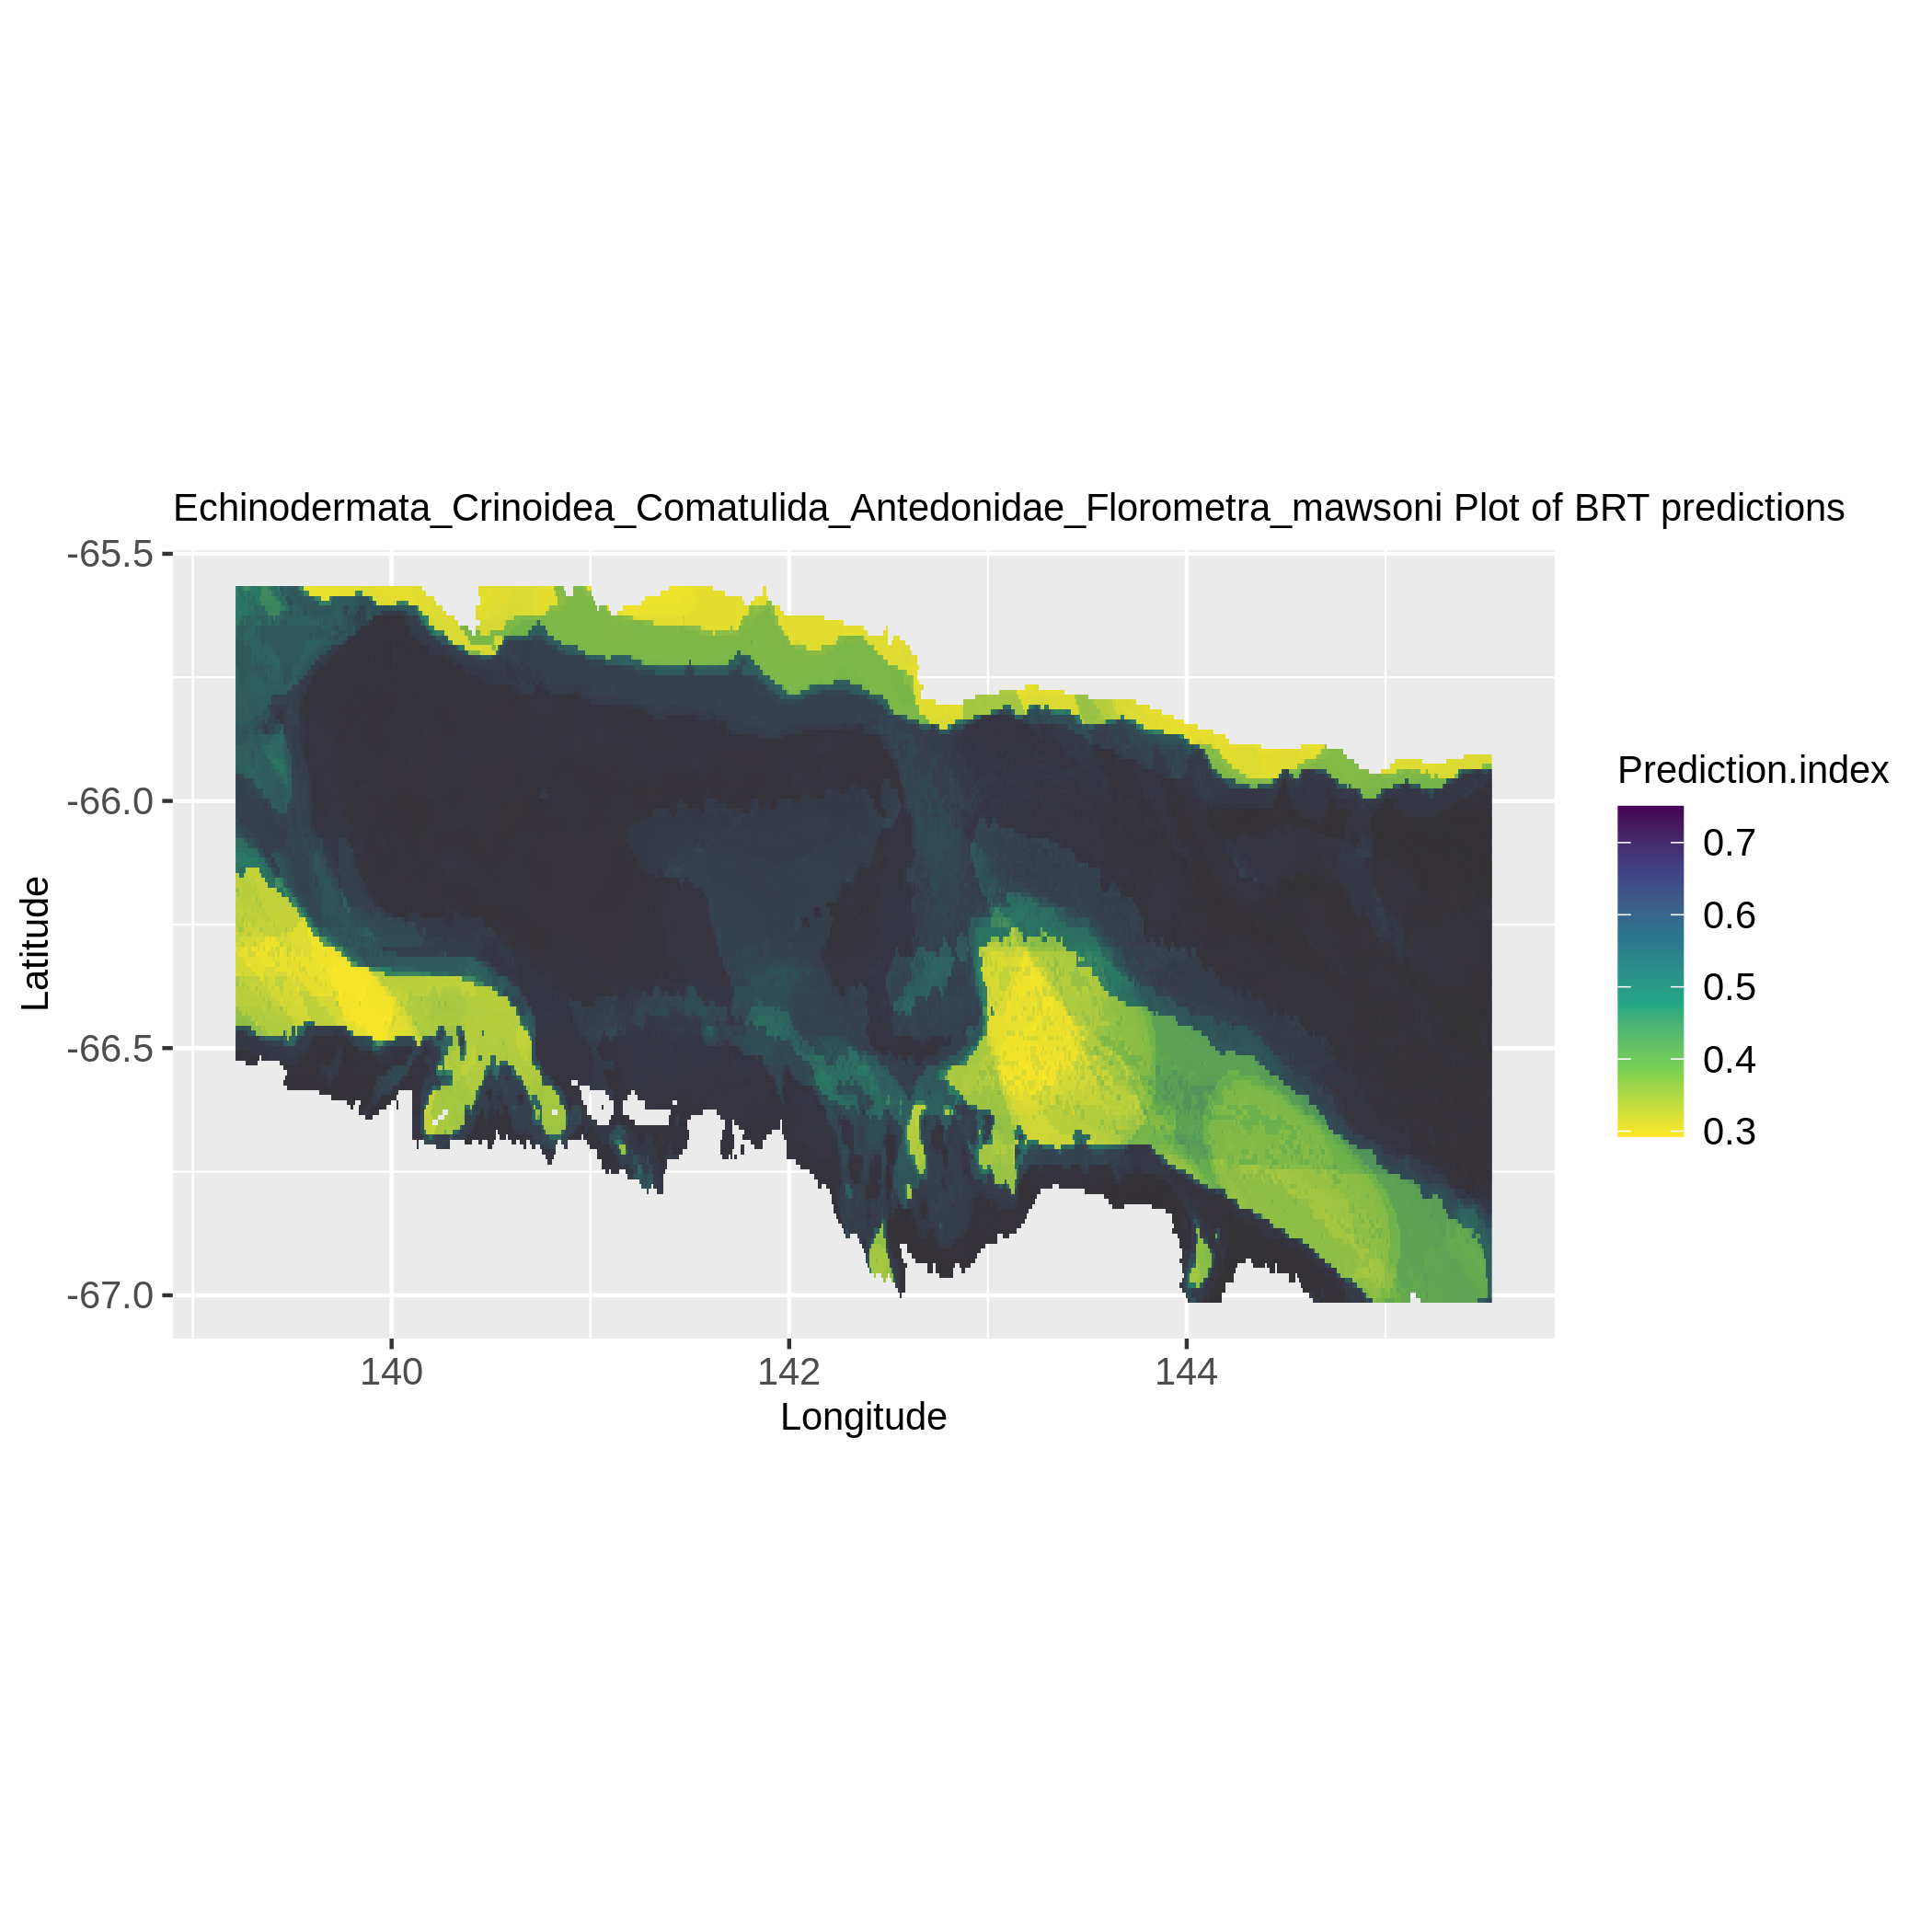 Echinodermata_Crinoidea_Comatulida_Antedonidae_Florometra_mawsoni Plot of BRT predictions
-65.5
-66.0
-66.5
-67.0
Latitude
140 142 144
Longitude
Prediction.index
0.7
0.6
0.5
0.4
0.3